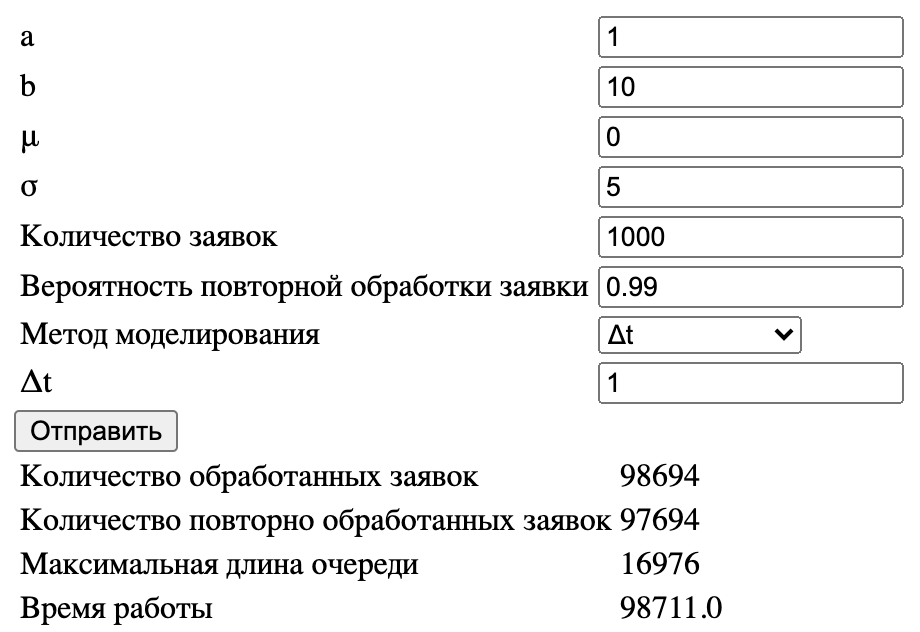 a 1
b 10
μ 0
σ 5
Количество заявок 1000
Вероятность повторной обработки заявки 0.99
Метод моделирования Δt
Δt 1
Отправить
Количество обработанных заявок 98694
Количество повторно обработанных заявок 97694
Максимальная длина очереди 16976
Время работы 98711.0